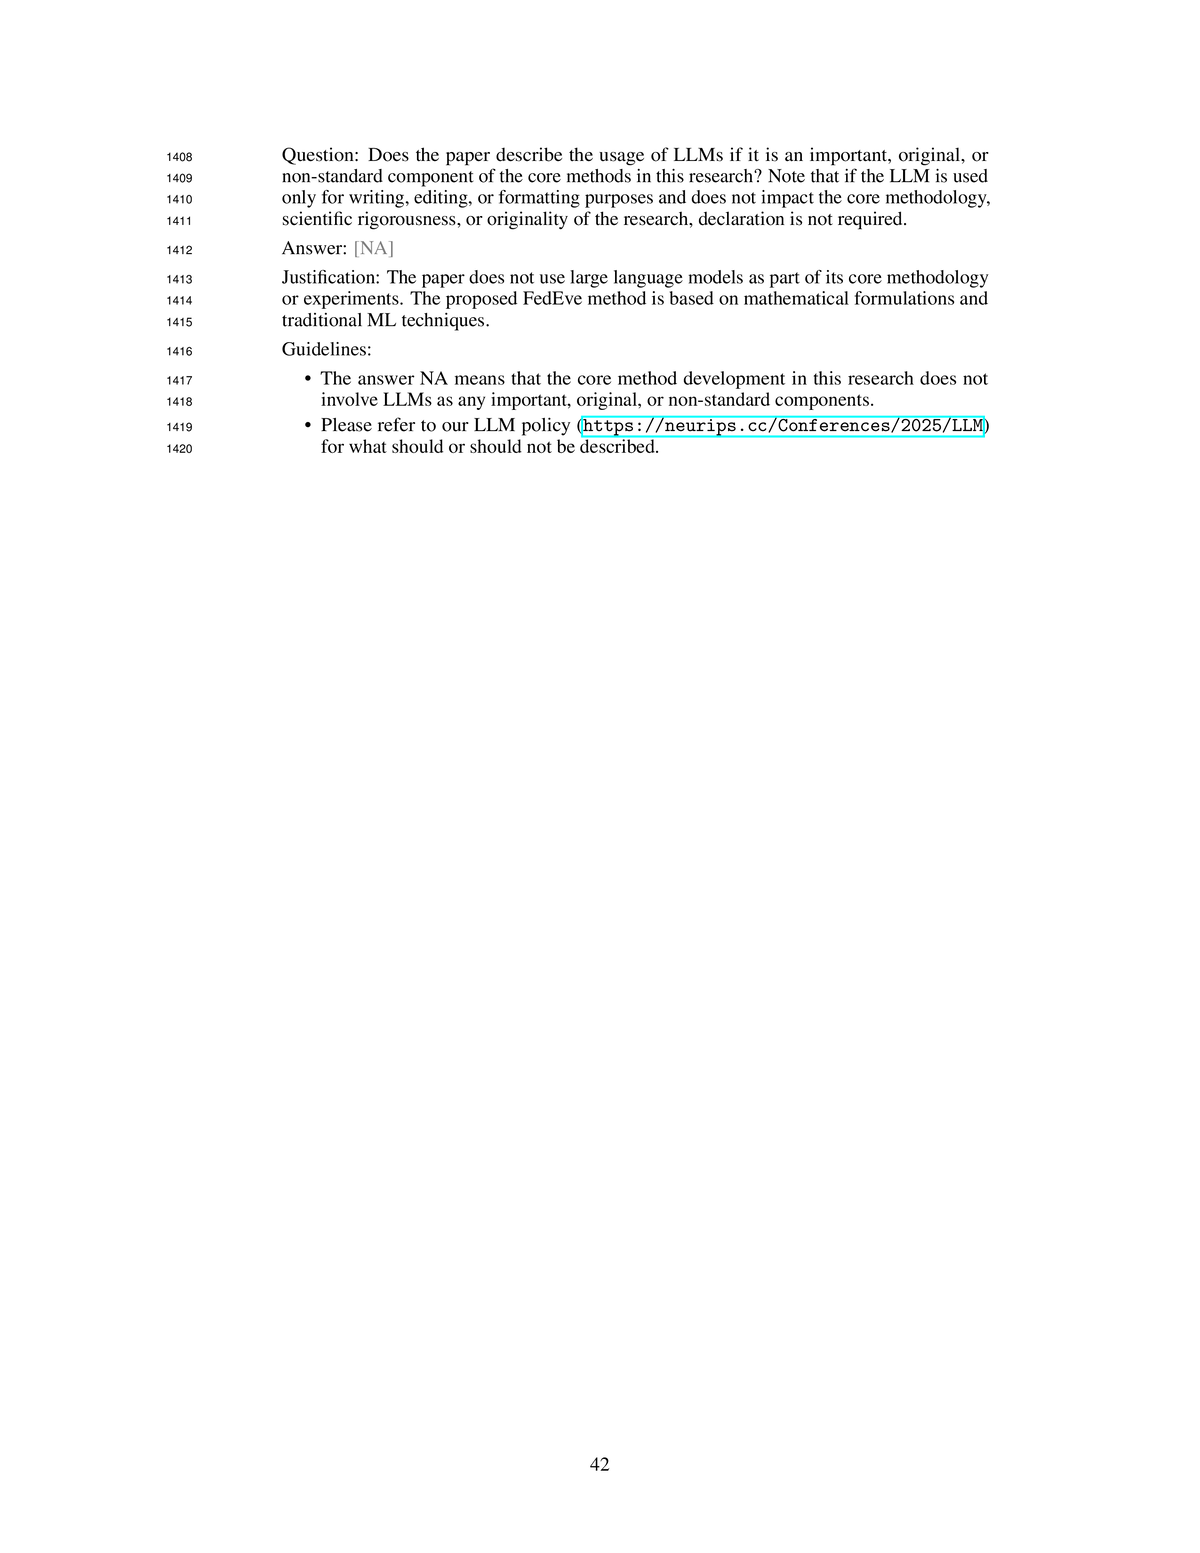 1408 Question: Does the paper describe the usage of LLMs if it is an important, original, or
1409 non-standard component of the core methods in this research? Note that if the LLM is used
1410 only for writing, editing, or formatting purposes and does not impact the core methodology,
1411 scientific rigorousness, or originality of the research, declaration is not required.
1412 Answer: [NA]
1413 Justification: The paper does not use large language models as part of its core methodology
1414 or experiments. The proposed FedEve method is based on mathematical formulations and
1415 traditional ML techniques.
1416 Guidelines:
1417 • The answer NA means that the core method development in this research does not
1418 involve LLMs as any important, original, or non-standard components.
1419 • Please refer to our LLM policy (https://neurips.cc/Conferences/2025/LLM)
1420 for what should or should not be described.
42